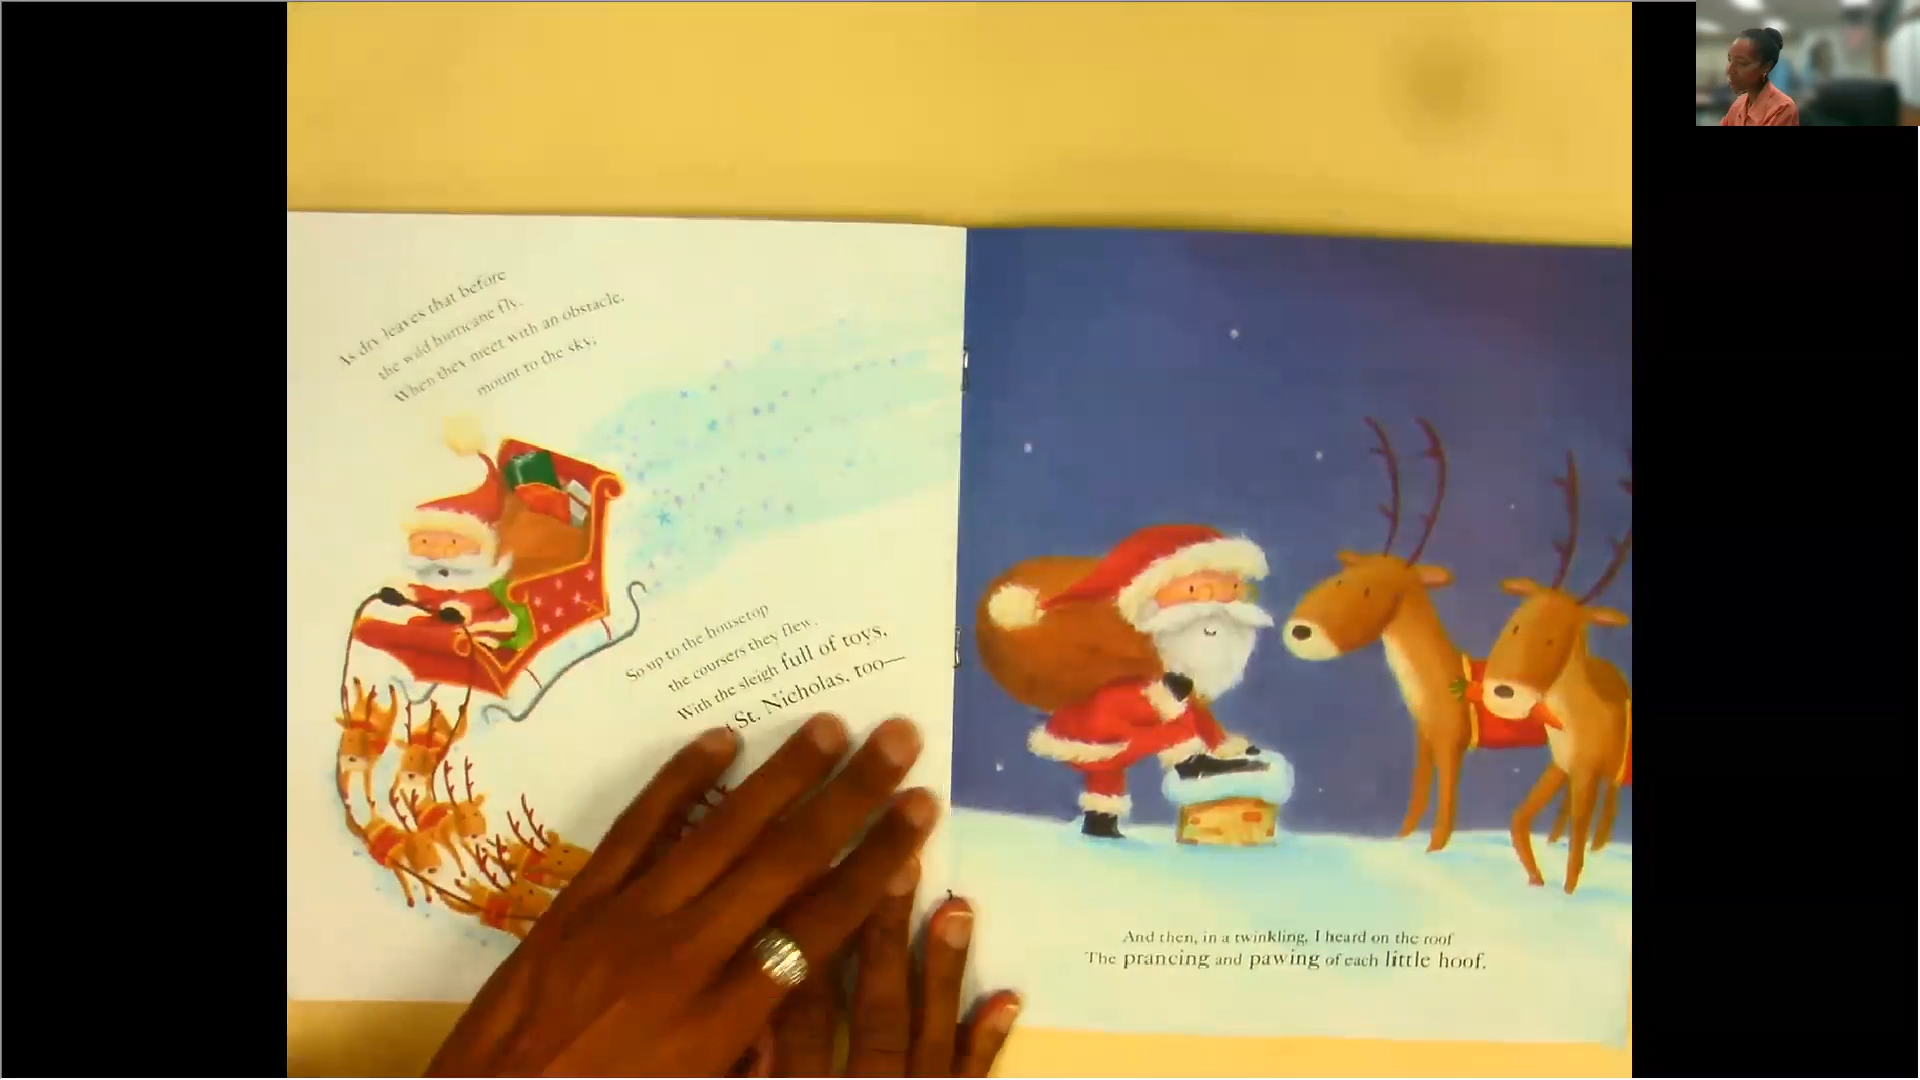 As dry leaves that before
the wild hurricane fly,
When they meet with an obstacle,
mount to the sky;
So up to the housetop
the coursers they flew,
With the sleigh full of toys,
St. Nicholas, too—
And then, in a twinkling, I heard on the roof
The prancing and pawing of each little hoof.